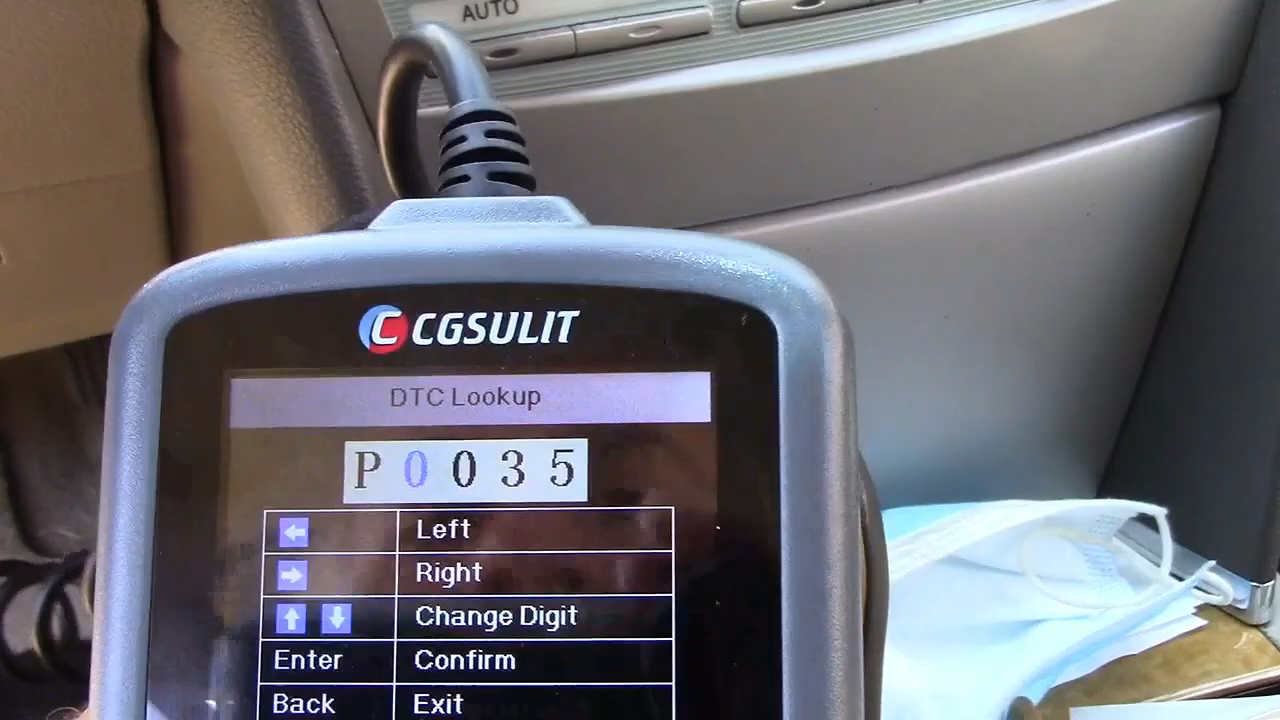 AUTO
C CGSULIT
DTC Lookup
P0035
Left
Right
Change Digit
Enter Confirm
Back Exit